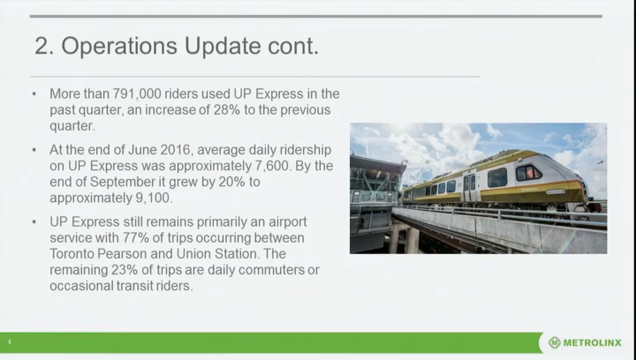 2. Operations Update cont.
• More than 791,000 riders used UP Express in the
past quarter, an increase of 28% to the previous
quarter.
• At the end of June 2016, average daily ridership
on UP Express was approximately 7,600. By the
end of September it grew by 20% to
approximately 9,100.
• UP Express still remains primarily an airport
service with 77% of trips occurring between
Toronto Pearson and Union Station. The
remaining 23% of trips are daily commuters or
occasional transit riders.
4
METROLINX